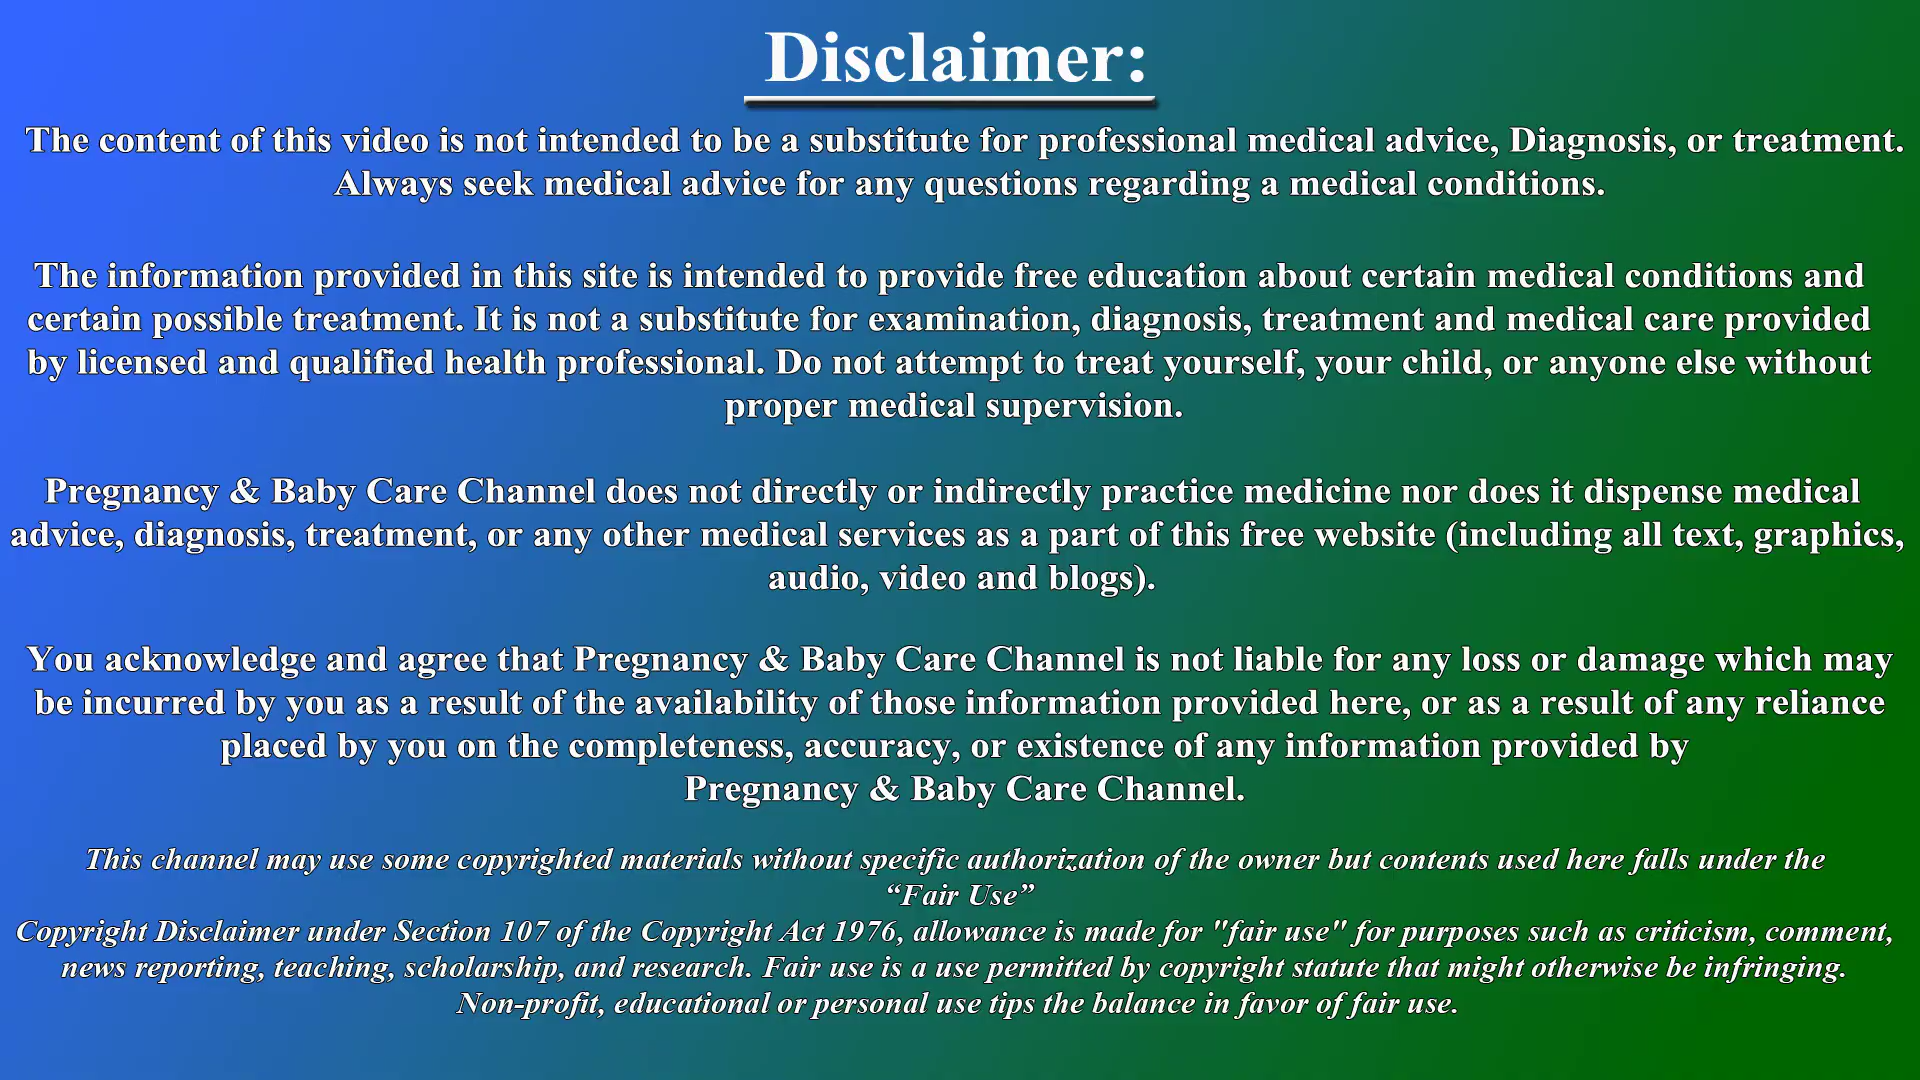 Disclaimer:
The content of this video is not intended to be a substitute for professional medical advice, Diagnosis, or treatment.
Always seek medical advice for any questions regarding a medical conditions.
The information provided in this site is intended to provide free education about certain medical conditions and
certain possible treatment. It is not a substitute for examination, diagnosis, treatment and medical care provided
by licensed and qualified health professional. Do not attempt to treat yourself, your child, or anyone else without
proper medical supervision.
Pregnancy & Baby Care Channel does not directly or indirectly practice medicine nor does it dispense medical
advice, diagnosis, treatment, or any other medical services as a part of this free website (including all text, graphics,
audio, video and blogs).
You acknowledge and agree that Pregnancy & Baby Care Channel is not liable for any loss or damage which may
be incurred by you as a result of the availability of those information provided here, or as a result of any reliance
placed by you on the completeness, accuracy, or existence of any information provided by
Pregnancy & Baby Care Channel.
This channel may use some copyrighted materials without specific authorization of the owner but contents used here falls under the
“Fair Use”
Copyright Disclaimer under Section 107 of the Copyright Act 1976, allowance is made for "fair use" for purposes such as criticism, comment,
news reporting, teaching, scholarship, and research. Fair use is a use permitted by copyright statute that might otherwise be infringing.
Non-profit, educational or personal use tips the balance in favor of fair use.